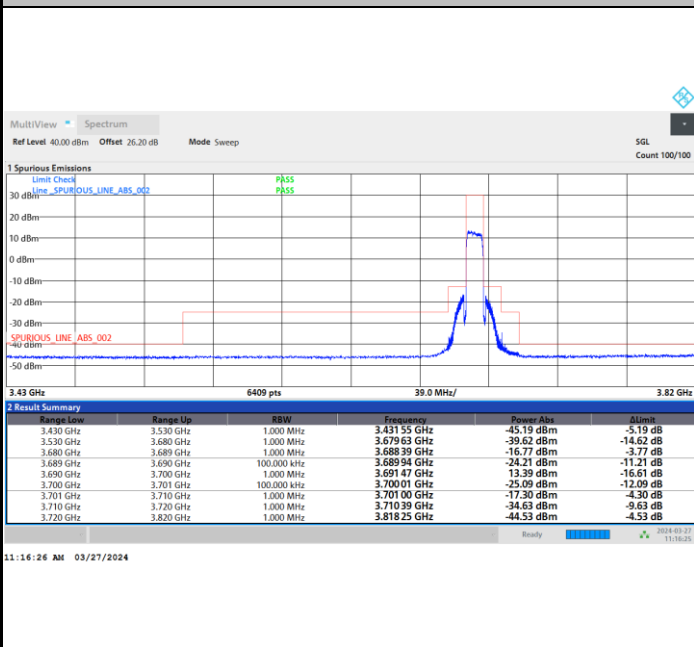 MultiView Spectrum
Ref Level 40.00 dBm Offset 26.20 dB Mode Sweep SGL
Count 100/100
1 Spurious Emissions
Limit Check PASS
Line _SPURIOUS_LINE_ABS_002 PASS
30 dBm
20 dBm
10 dBm
0 dBm
-10 dBm
-20 dBm
-30 dBm
SPURIOUS_LINE_ABS_002
-40 dBm
-50 dBm
3.43 GHz 6409 pts 39.0 MHz/ 3.82 GHz
2 Result Summary
Range Low Range Up RBW Frequency Power Abs ΔLimit
3.430 GHz 3.530 GHz 1.000 MHz 3.431 55 GHz -45.19 dBm -5.19 dB
3.530 GHz 3.680 GHz 1.000 MHz 3.679 63 GHz -39.62 dBm -14.62 dB
3.680 GHz 3.689 GHz 1.000 MHz 3.688 39 GHz -16.77 dBm -3.77 dB
3.689 GHz 3.690 GHz 100.000 kHz 3.689 94 GHz -24.21 dBm -11.21 dB
3.690 GHz 3.700 GHz 1.000 MHz 3.691 47 GHz 13.39 dBm -16.61 dB
3.700 GHz 3.701 GHz 100.000 kHz 3.700 01 GHz -25.09 dBm -12.09 dB
3.701 GHz 3.710 GHz 1.000 MHz 3.701 00 GHz -17.30 dBm -4.30 dB
3.710 GHz 3.720 GHz 1.000 MHz 3.710 39 GHz -34.63 dBm -9.63 dB
3.720 GHz 3.820 GHz 1.000 MHz 3.818 25 GHz -44.53 dBm -4.53 dB
Ready 2024-03-27
11:16:25
11:16:26 AM 03/27/2024